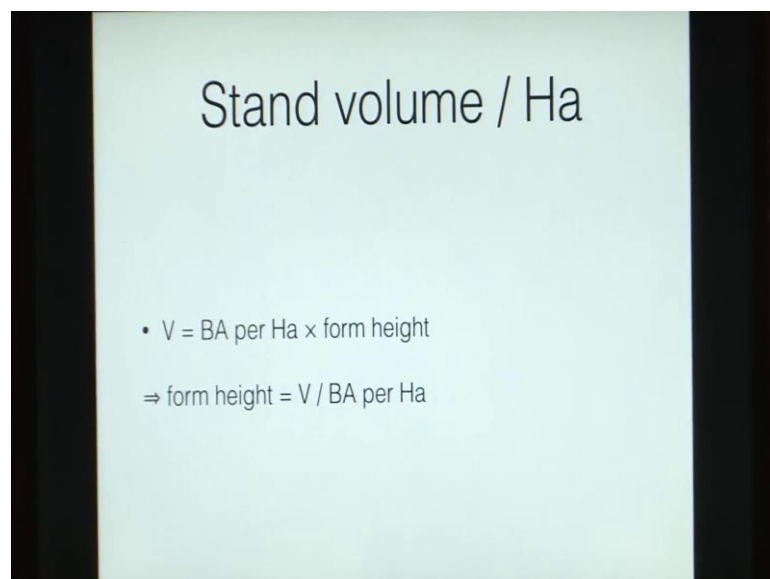 Stand volume / Ha
• V = BA per Ha × form height
⇒ form height = V / BA per Ha